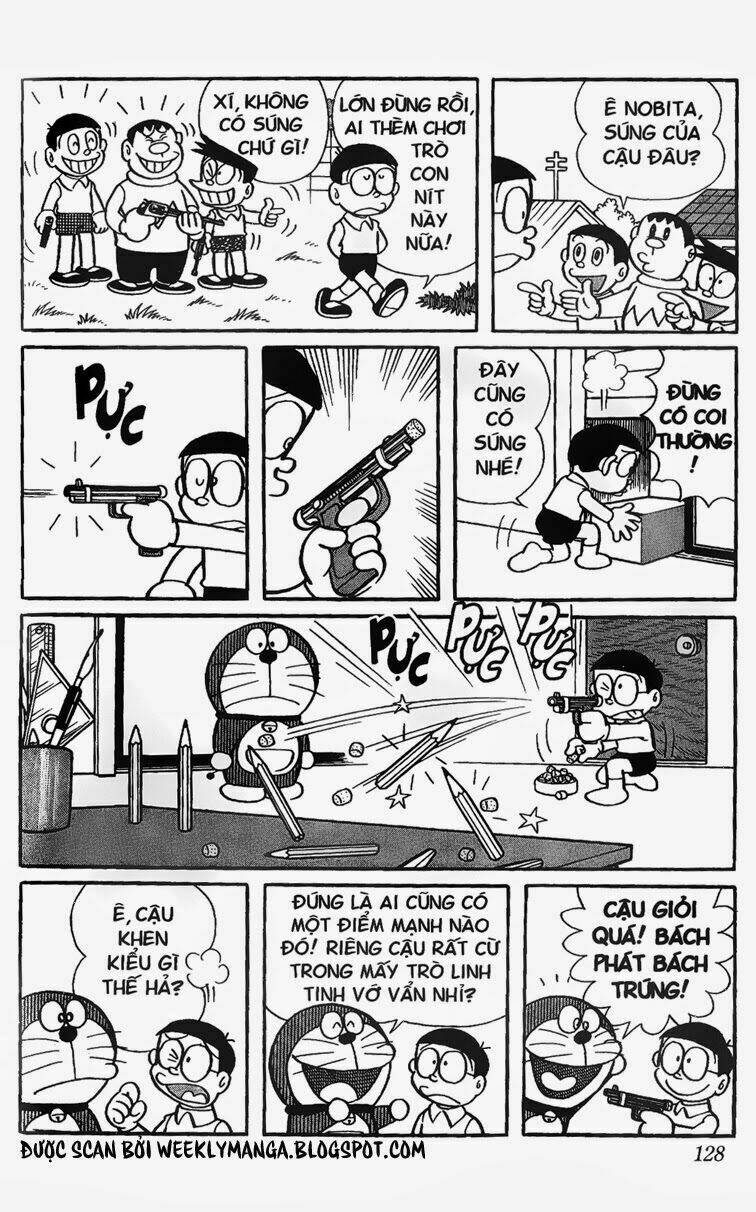 Ê NOBITA,
SÚNG CỦA
CẬU ĐÂU?
LỚN ĐÙNG RỒI,
AI THÈM CHƠI
TRÒ
CON
NÍT
NÀY
NỮA!
XÍ, KHÔNG
CÓ SÚNG
CHỨ GÌ!
ĐỪNG
CÓ COI
THƯỜNG
!
ĐÂY
CŨNG
CÓ
SÚNG
NHÉ!
PỰC
PỰC
PỰC
PỰC
CẬU GIỎI
QUÁ! BÁCH
PHÁT BÁCH
TRÚNG!
ĐÚNG LÀ AI CŨNG CÓ
MỘT ĐIỂM MẠNH NÀO
ĐÓ! RIÊNG CẬU RẤT CỪ
TRONG MẤY TRÒ LINH
TINH VỚ VẨN NHỈ?
Ê, CẬU
KHEN
KIỂU GÌ
THẾ HẢ?
ĐƯỢC SCAN BỞI WEEKLYMANGA.BLOGSPOT.COM
128